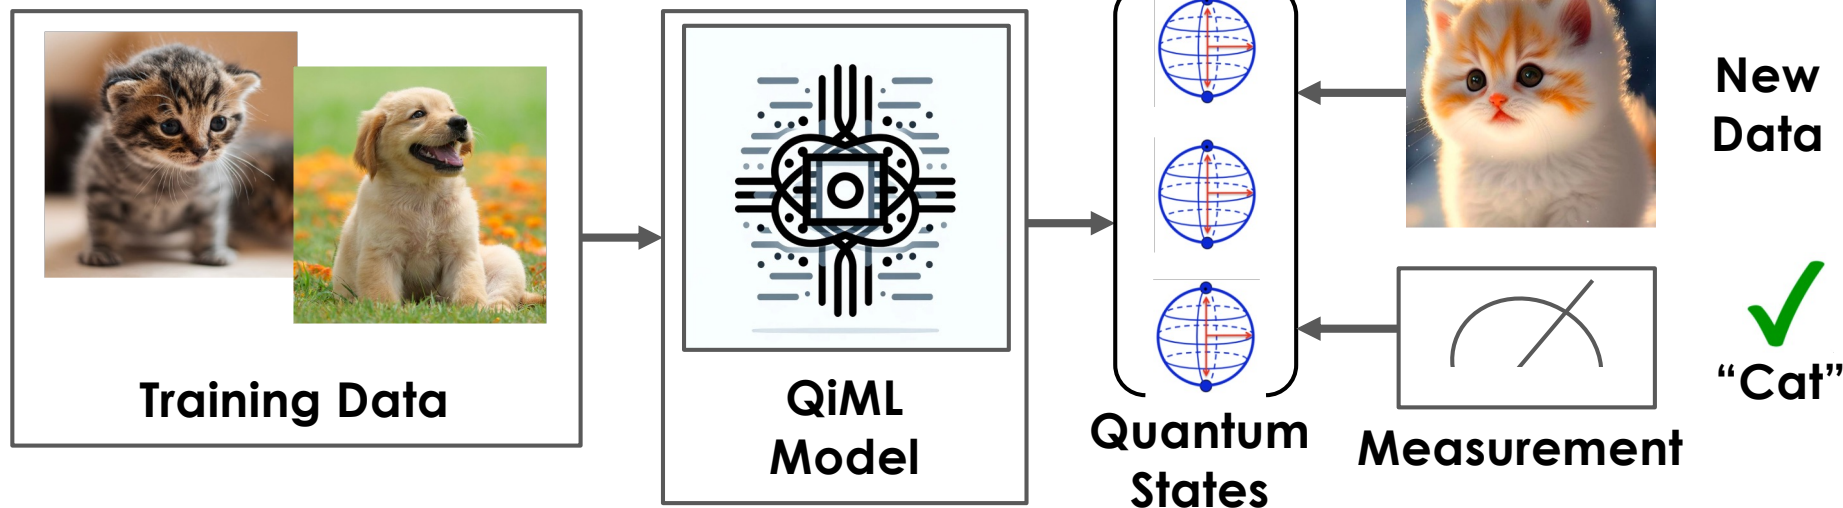 Training Data
QiML
Model
Quantum
States
New
Data
Measurement
“Cat”